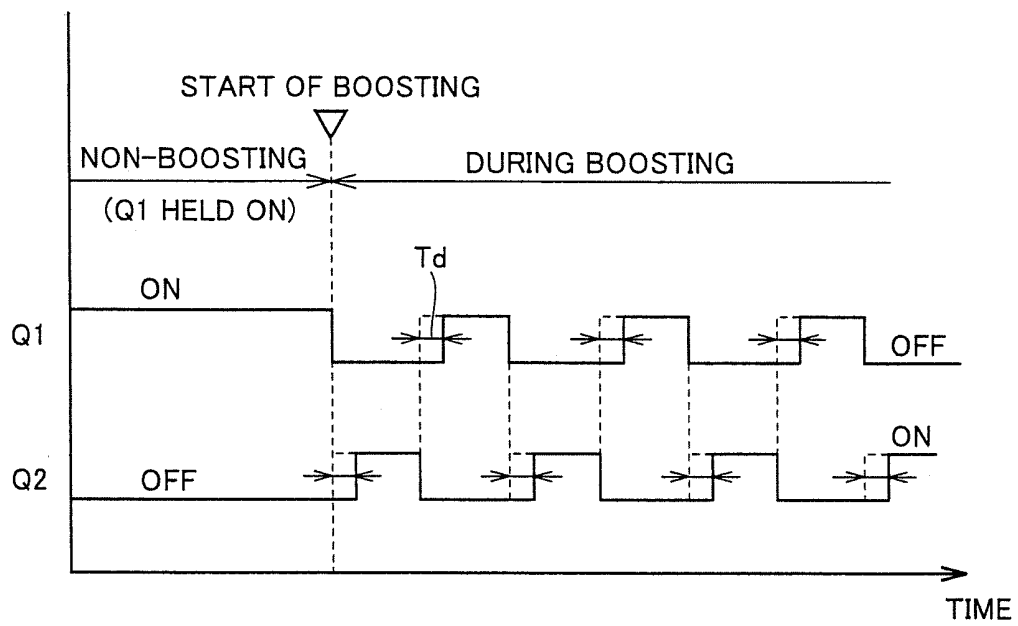 START OF BOOSTING
NON-BOOSTING
DURING BOOSTING
(Q1 HELD ON)
Td
ON
Q1
OFF
ON
Q2
OFF
TIME